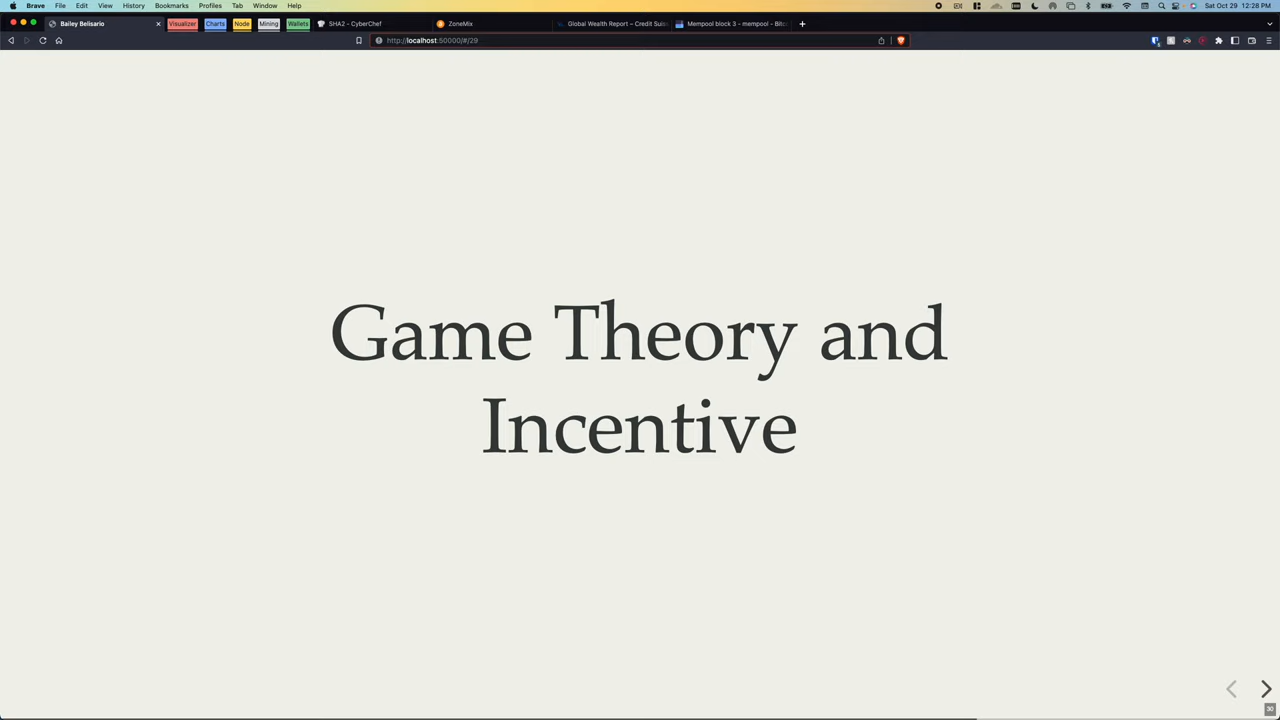 Brave File Edit View History Bookmarks Profiles Tab Window Help Sat Oct 29 12:28 PM
Bailey Belisario Visualizer Charts Node Mining Wallets SHA2 - CyberChef ZoneMix Global Wealth Report – Credit Suis Mempool block 3 - mempool - Bitc
http://localhost:50000/#/29
Game Theory and
Incentive
30